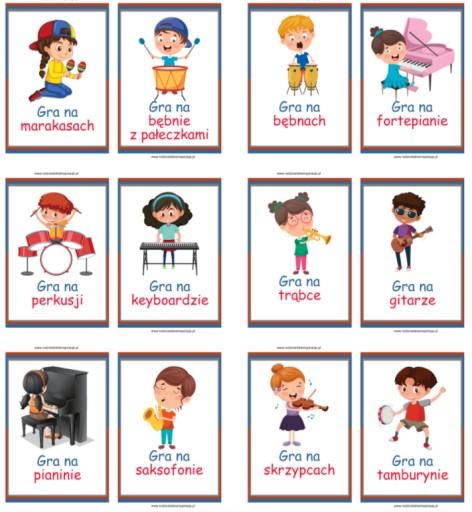 Gra na
marakasach
Gra na
bębnie
z pałeczkami
Gra na
bębnach
Gra na
fortepianie
Gra na
perkusji
Gra na
keyboardzie
Gra na
trąbce
Gra na
gitarze
Gra na
pianinie
Gra na
saksofonie
Gra na
skrzypcach
Gra na
tamburynie